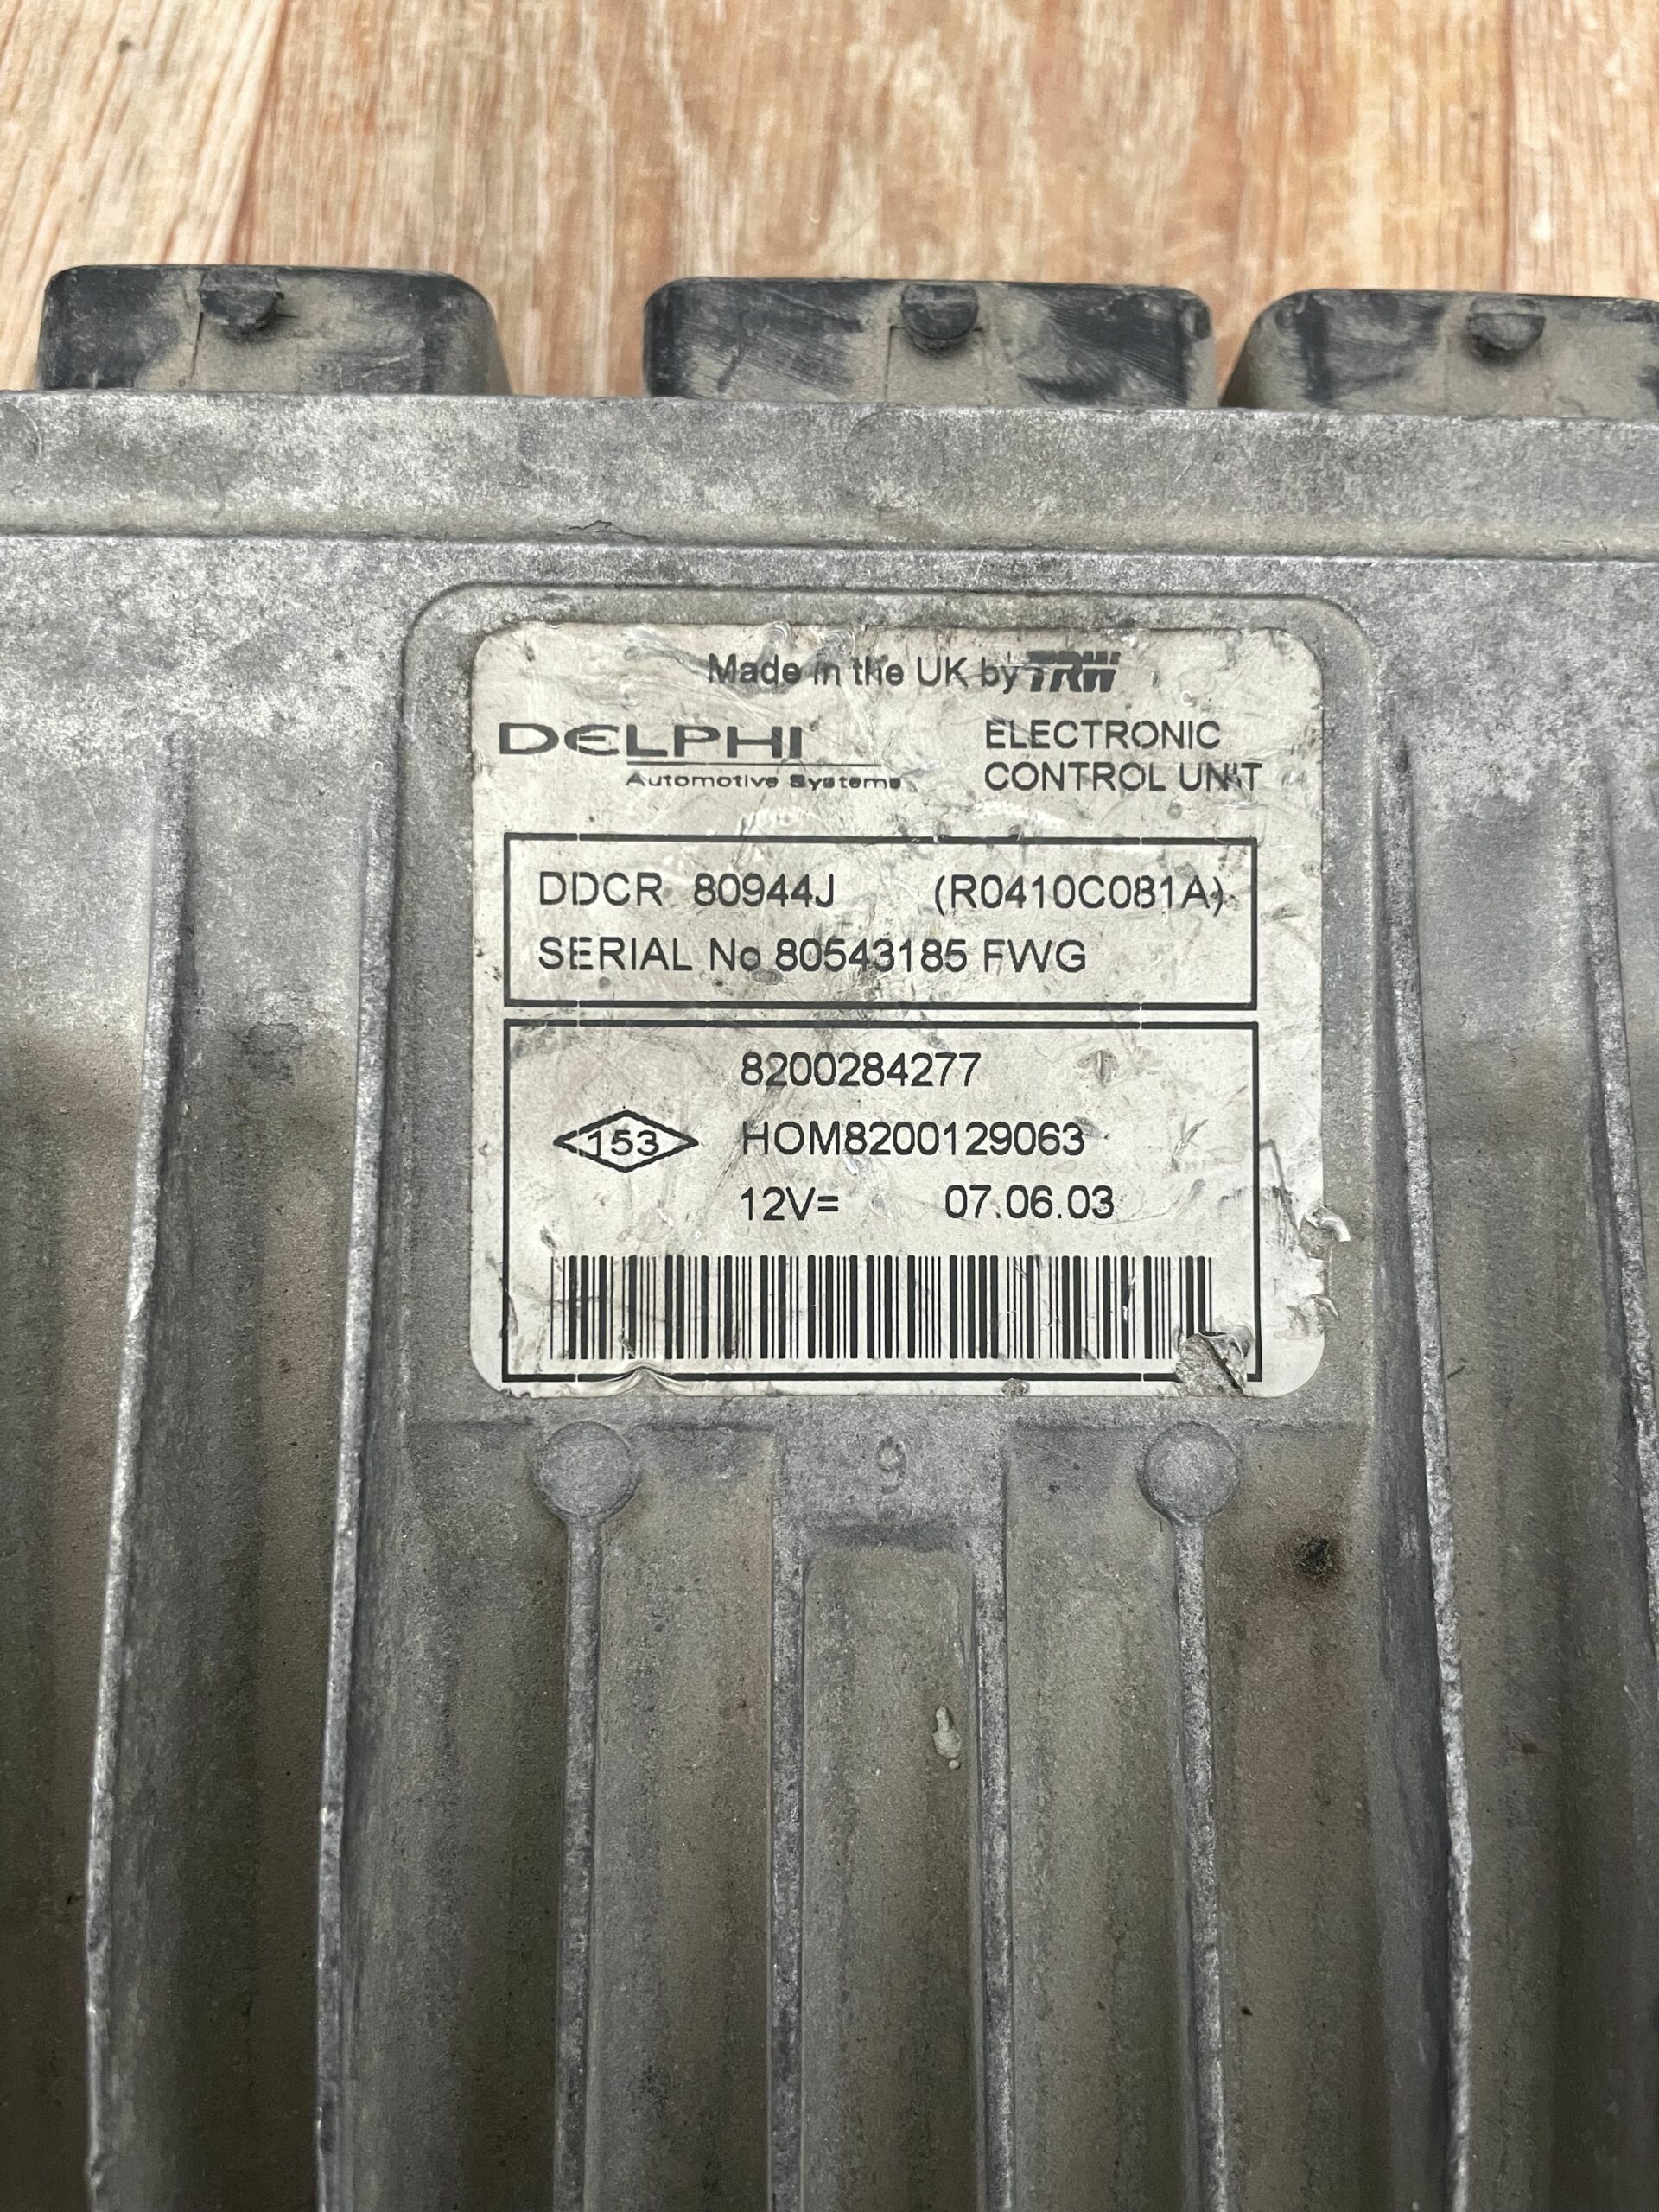 Made in the UK by TRW
DELPHI
Automotive Systems
ELECTRONIC
CONTROL UNIT
DDCR 80944J (R0410C081A)
SERIAL No 80543185 FWG
8200284277
153 HOM8200129063
12V= 07.06.03
9